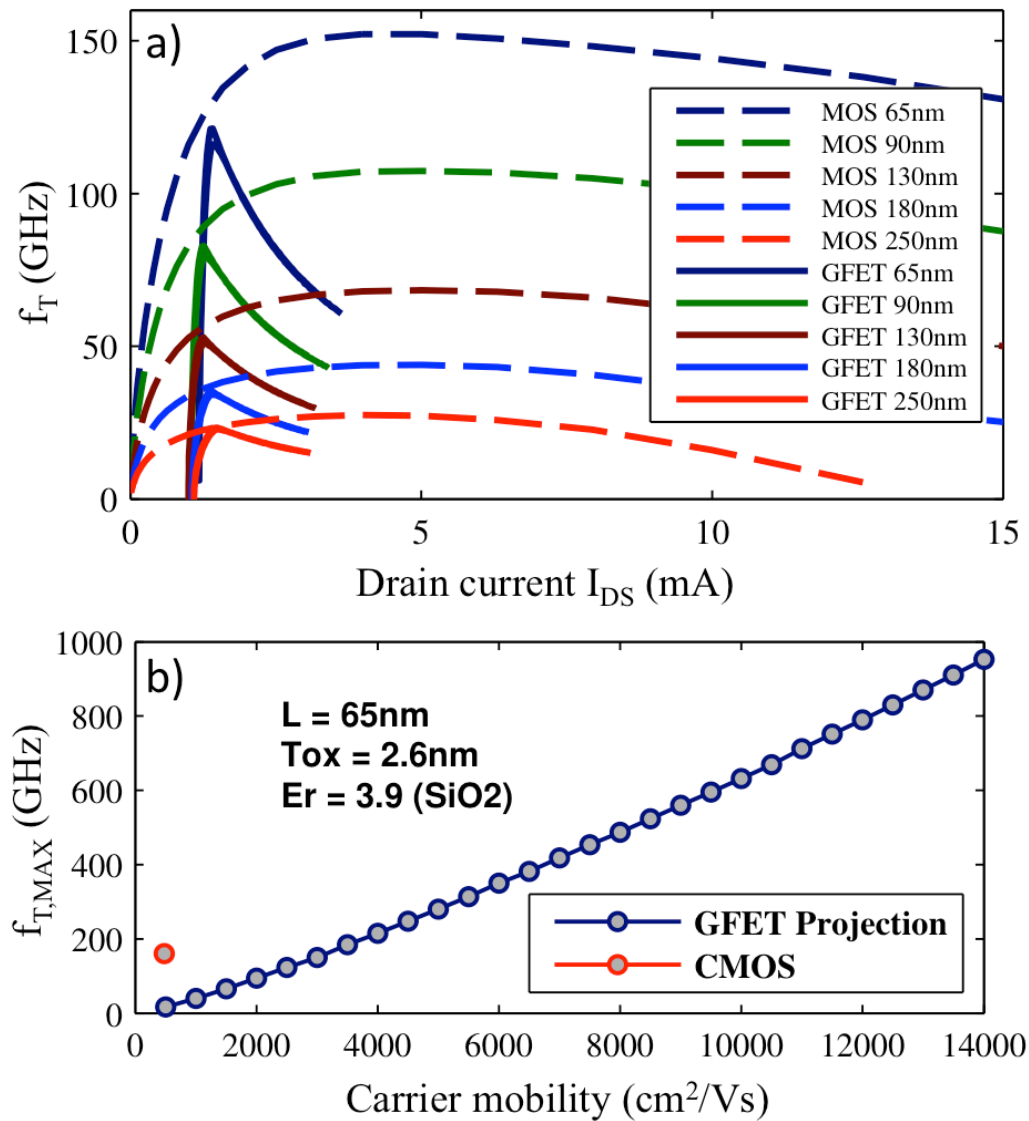 a)
f_T (GHz)
150
100
50
0
0 5 10 15
Drain current I_DS (mA)
MOS 65nm
MOS 90nm
MOS 130nm
MOS 180nm
MOS 250nm
GFET 65nm
GFET 90nm
GFET 130nm
GFET 180nm
GFET 250nm
b)
f_T,MAX (GHz)
1000
800
600
400
200
0
0 2000 4000 6000 8000 10000 12000 14000
Carrier mobility (cm²/Vs)
L = 65nm
Tox = 2.6nm
Er = 3.9 (SiO2)
GFET Projection
CMOS